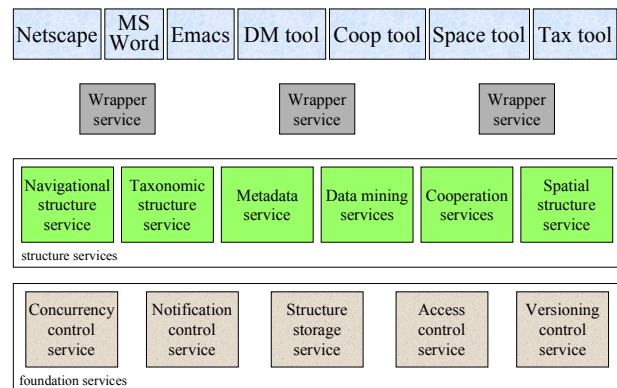 Netscape
MS
Word
Emacs
DM tool
Coop tool
Space tool
Tax tool
Wrapper
service
Wrapper
service
Wrapper
service
Navigational
structure
service
Taxonomic
structure
service
Metadata
service
Data mining
services
Cooperation
services
Spatial
structure
service
structure services
Concurrency
control
service
Notification
control
service
Structure
storage
service
Access
control
service
Versioning
control
service
foundation services